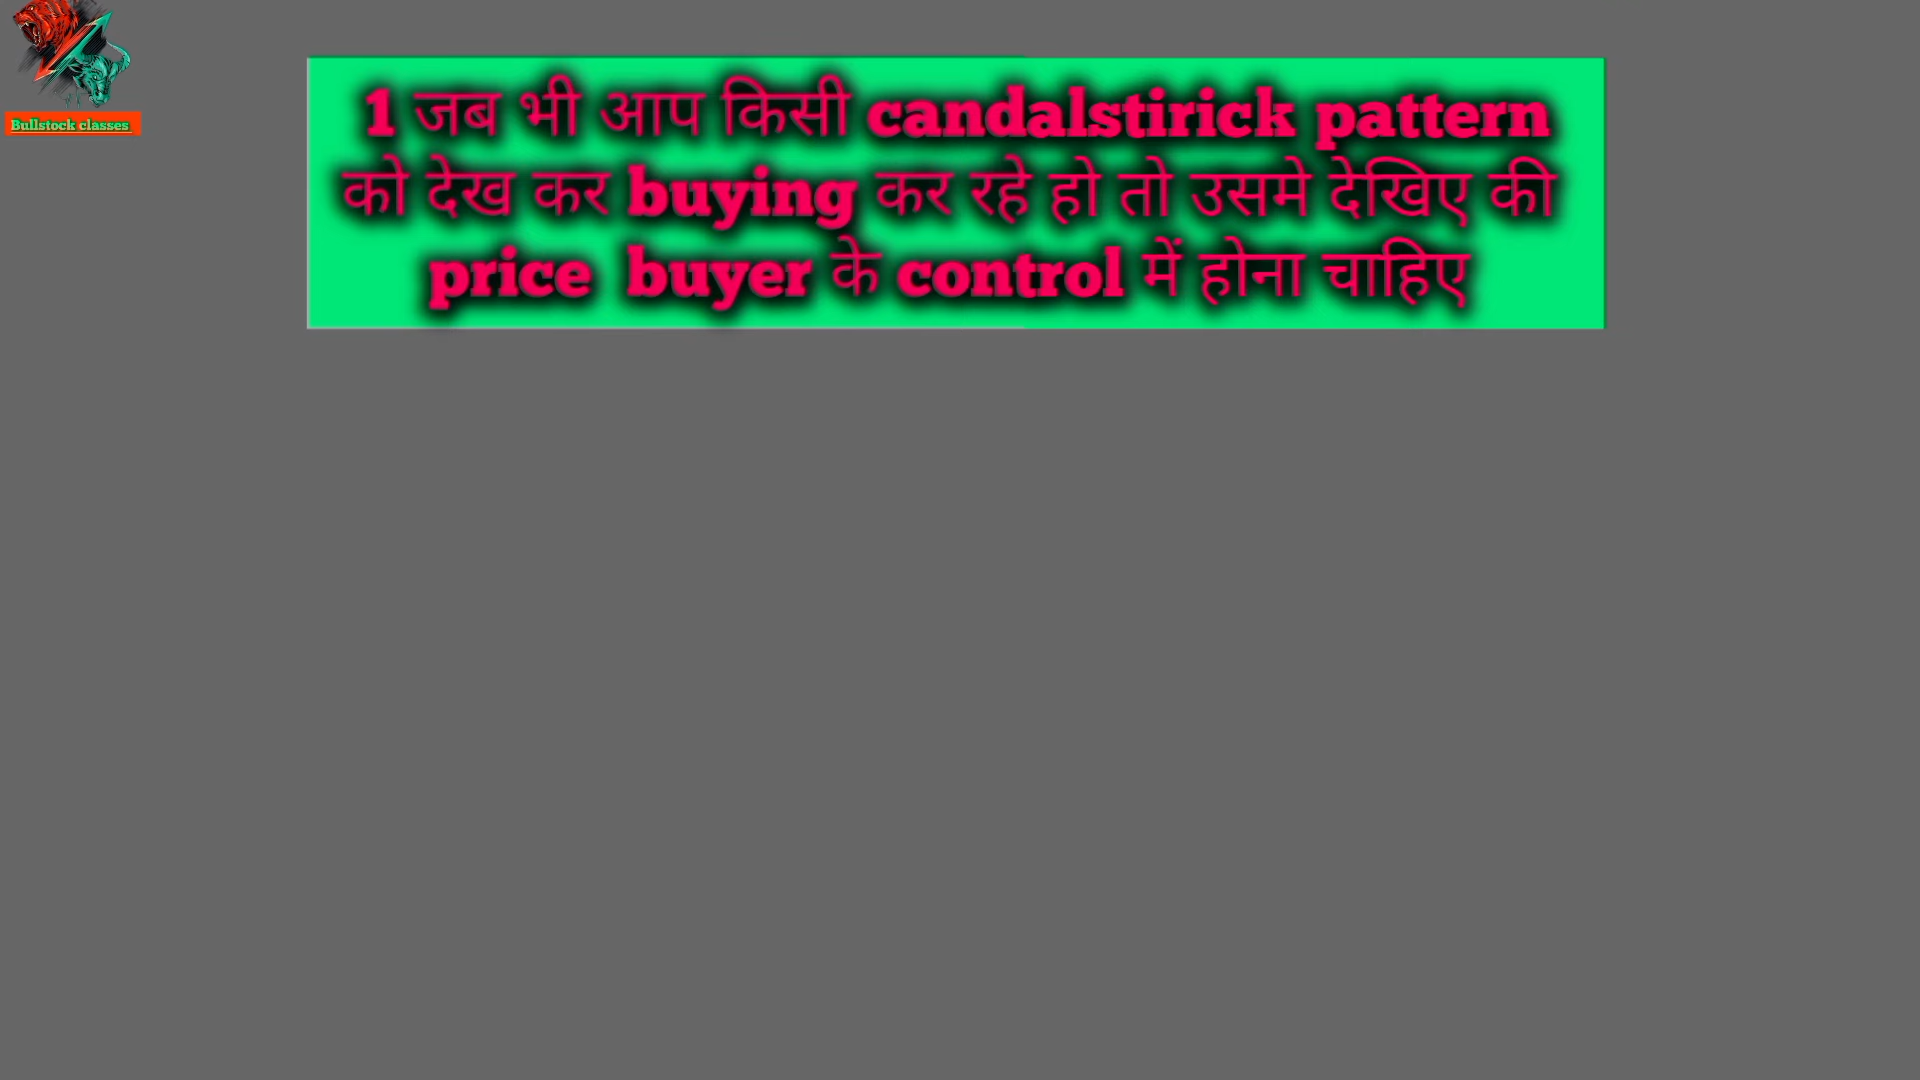 Bullstock classes
1 जब भी आप किसी candalstirick pattern
को देख कर buying कर रहे हो तो उसमे देखिए की
price buyer के control में होना चाहिए